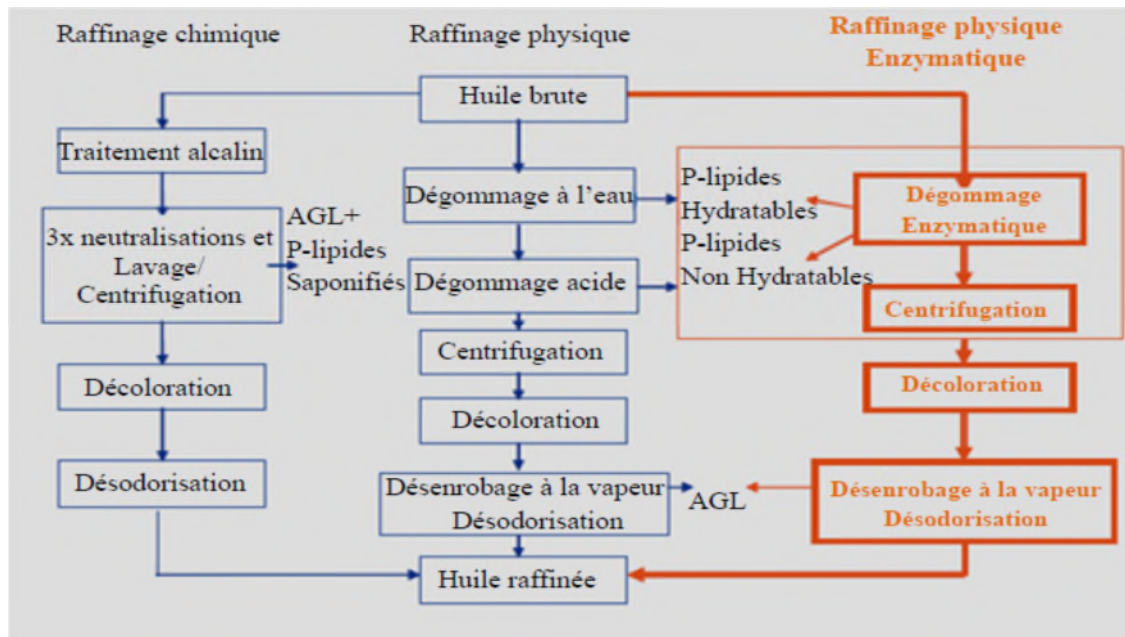 Raffinage chimique
Raffinage physique
Raffinage physique
Enzymatique
Huile brute
Traitement alcalin
3x neutralisations et
Lavage/
Centrifugation
AGL+
P-lipides
Saponifiés
Décoloration
Désodorisation
Dégommage à l’eau
Dégommage acide
Centrifugation
Décoloration
Désenrobage à la vapeur
Désodorisation
Huile raffinée
P-lipides
Hydratables
P-lipides
Non Hydratables
AGL
Dégommage
Enzymatique
Centrifugation
Décoloration
Désenrobage à la vapeur
Désodorisation